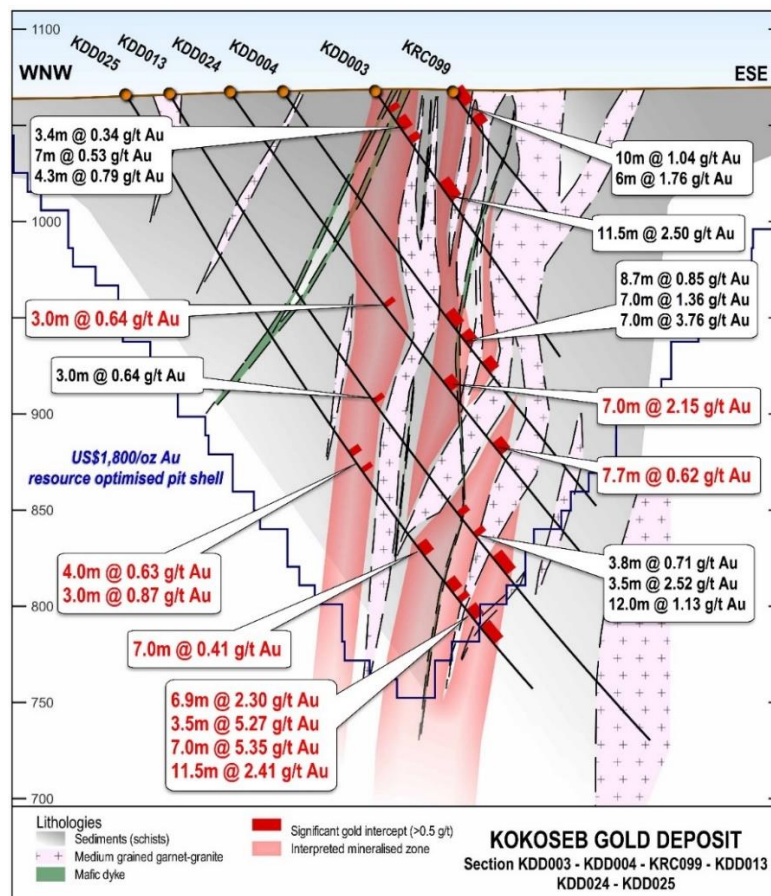 1100
KDD025
KDD013
KDD024
KDD004
KDD003
KRC099
WNW
ESE
3.4m @ 0.34 g/t Au
7m @ 0.53 g/t Au
4.3m @ 0.79 g/t Au
10m @ 1.04 g/t Au
6m @ 1.76 g/t Au
1000
11.5m @ 2.50 g/t Au
8.7m @ 0.85 g/t Au
7.0m @ 1.36 g/t Au
7.0m @ 3.76 g/t Au
3.0m @ 0.64 g/t Au
3.0m @ 0.64 g/t Au
900
7.0m @ 2.15 g/t Au
US$1,800/oz Au
resource optimised pit shell
7.7m @ 0.62 g/t Au
850
4.0m @ 0.63 g/t Au
3.0m @ 0.87 g/t Au
3.8m @ 0.71 g/t Au
3.5m @ 2.52 g/t Au
12.0m @ 1.13 g/t Au
800
7.0m @ 0.41 g/t Au
6.9m @ 2.30 g/t Au
3.5m @ 5.27 g/t Au
7.0m @ 5.35 g/t Au
11.5m @ 2.41 g/t Au
750
700
Lithologies
Sediments (schists)
Medium grained garnet-granite
Mafic dyke
Significant gold intercept (>0.5 g/t)
Interpreted mineralised zone
KOKOSEB GOLD DEPOSIT
Section KDD003 - KDD004 - KRC099 - KDD013
KDD024 - KDD025